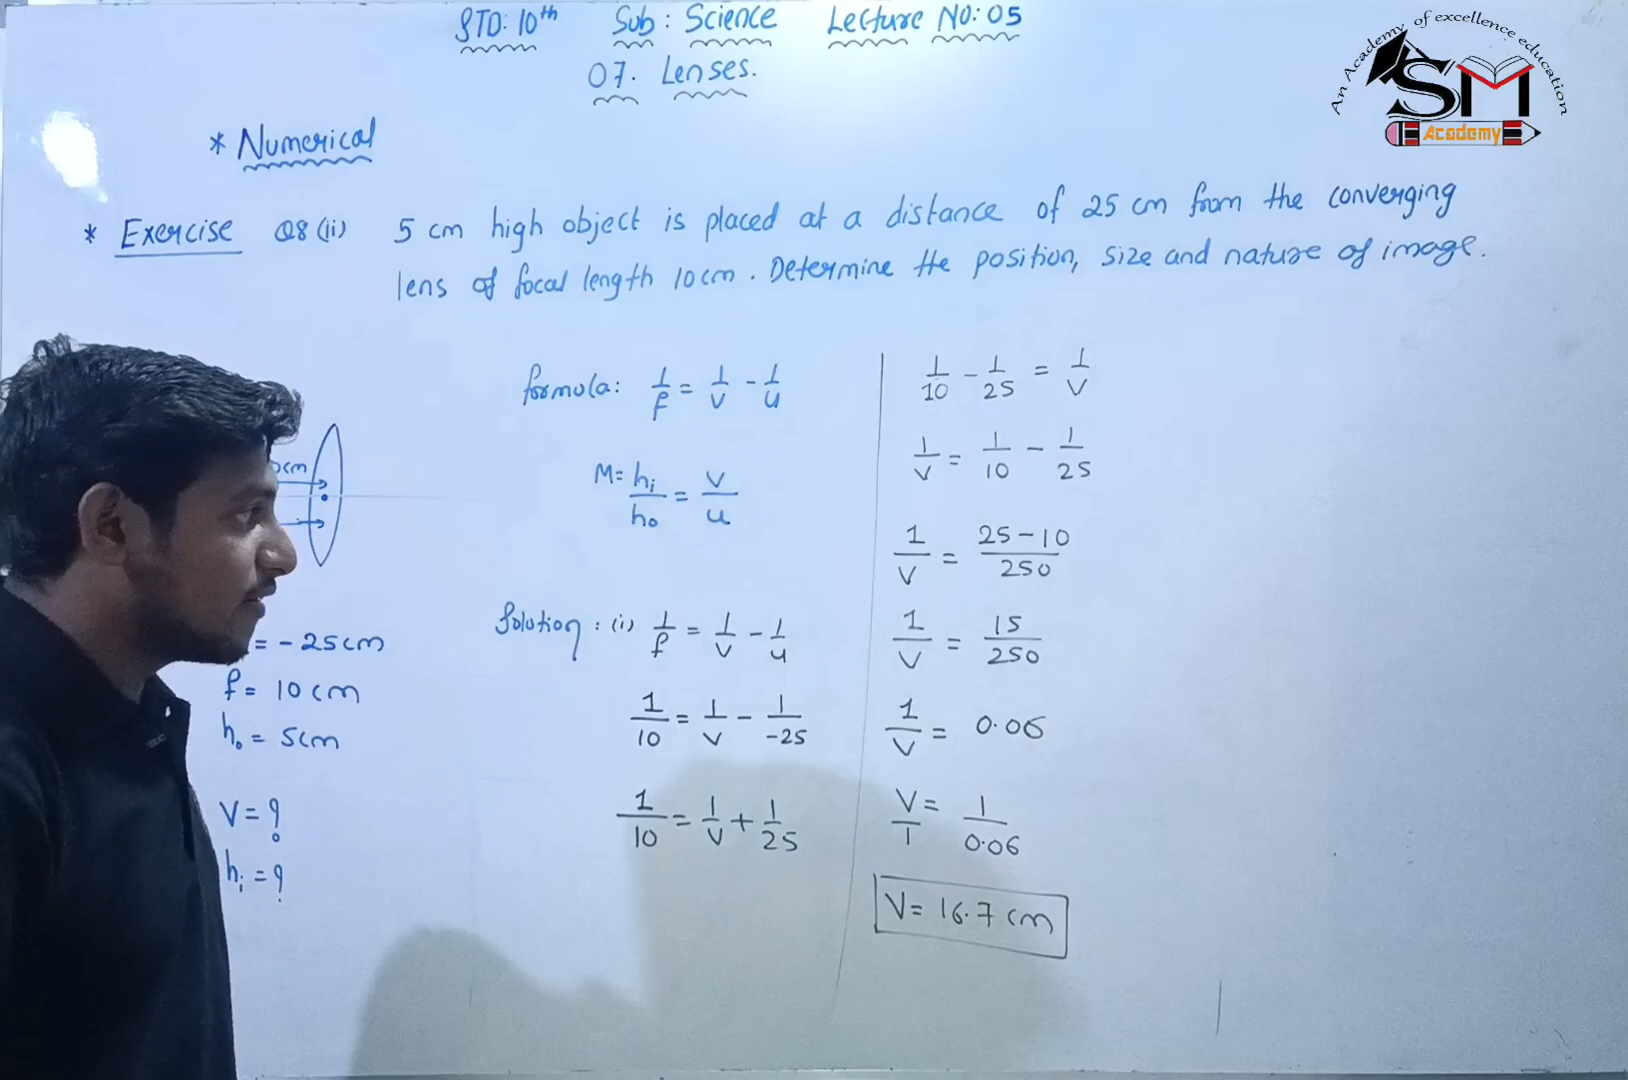 STD: 10th Sub: Science Lecture NO: 05
07. Lenses.
An Academy of excellence education
SM
Academy
* Numerical
* Exercise Q8 (ii) 5 cm high object is placed at a distance of 25 cm from the converging
lens of focal length 10 cm. Determine the position, size and nature of image.
formula: 1/f = 1/v - 1/u
M = hi/ho = v/u
cm
= - 25 cm
f = 10 cm
ho = 5cm
V = ?
hi = ?
Solution: (i) 1/f = 1/v - 1/u
1/10 = 1/v - 1/-25
1/10 = 1/v + 1/25
1/10 - 1/25 = 1/v
1/v = 1/10 - 1/25
1/v = 25-10/250
1/v = 15/250
1/v = 0.06
V/1 = 1/0.06
V = 16.7 cm